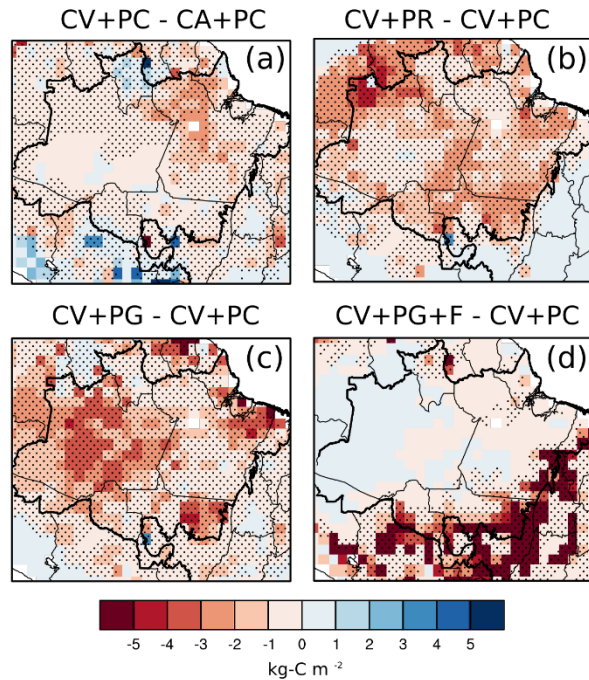 CV+PC - CA+PC
CV+PR - CV+PC
(a)
(b)
CV+PG - CV+PC
CV+PG+F - CV+PC
(c)
(d)
-5 -4 -3 -2 -1 0 1 2 3 4 5
kg-C m -2